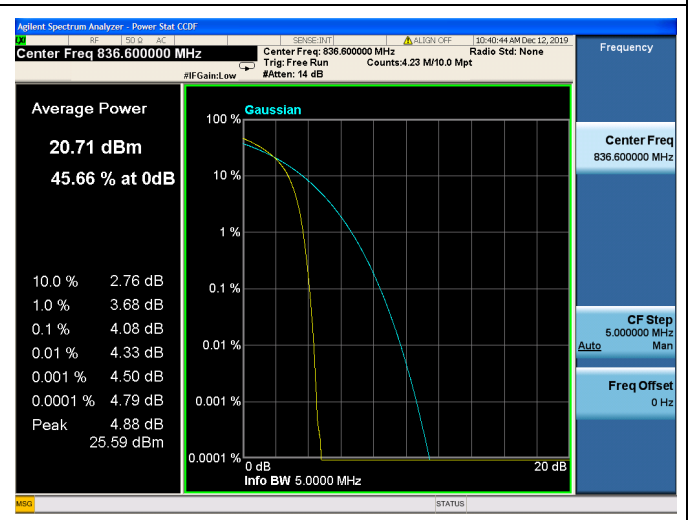 Agilent Spectrum Analyzer - Power Stat CCDF
RF 50 Ω AC SENSE:INT ALIGN OFF 10:40:44 AM Dec 12, 2019
Center Freq 836.600000 MHz
Center Freq: 836.600000 MHz Radio Std: None
Trig: Free Run Counts:4.23 M/10.0 Mpt
#IFGain:Low #Atten: 14 dB
Frequency
Average Power
20.71 dBm
45.66 % at 0dB
10.0 % 2.76 dB
1.0 % 3.68 dB
0.1 % 4.08 dB
0.01 % 4.33 dB
0.001 % 4.50 dB
0.0001 % 4.79 dB
Peak 4.88 dB
25.59 dBm
Gaussian
100 %
10 %
1 %
0.1 %
0.01 %
0.001 %
0.0001 %
0 dB 20 dB
Info BW 5.0000 MHz
Center Freq
836.600000 MHz
CF Step
5.000000 MHz
Auto Man
Freq Offset
0 Hz
MSG STATUS